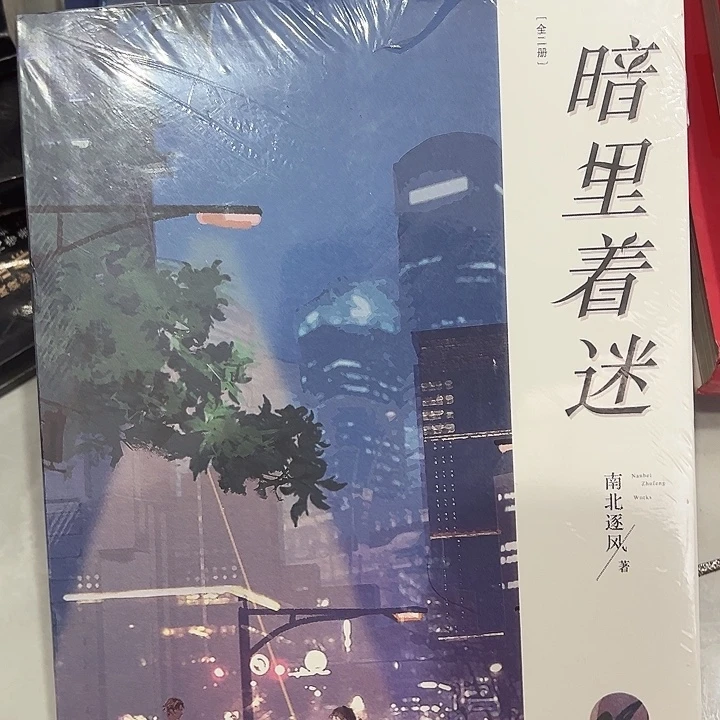 [全二册]
暗里着迷
南北逐风 著
Nanbei
Zhufeng
Works